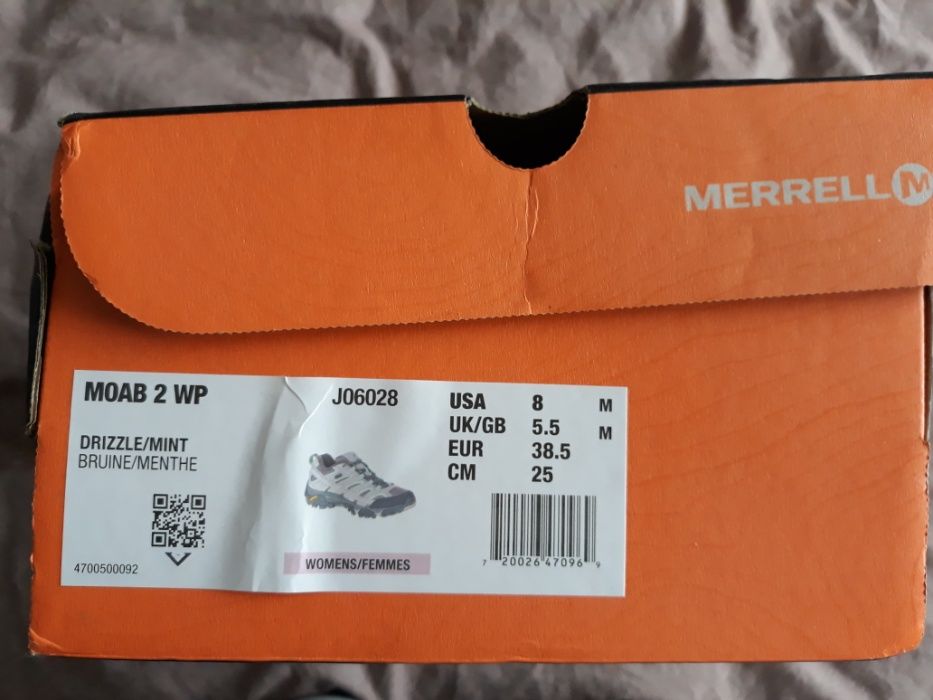 MERRELL M
MOAB 2 WP
J06028
DRIZZLE/MINT
BRUINE/MENTHE
4700500092
WOMENS/FEMMES
USA 8 M
UK/GB 5.5 M
EUR 38.5
CM 25
7 20026 47096 9